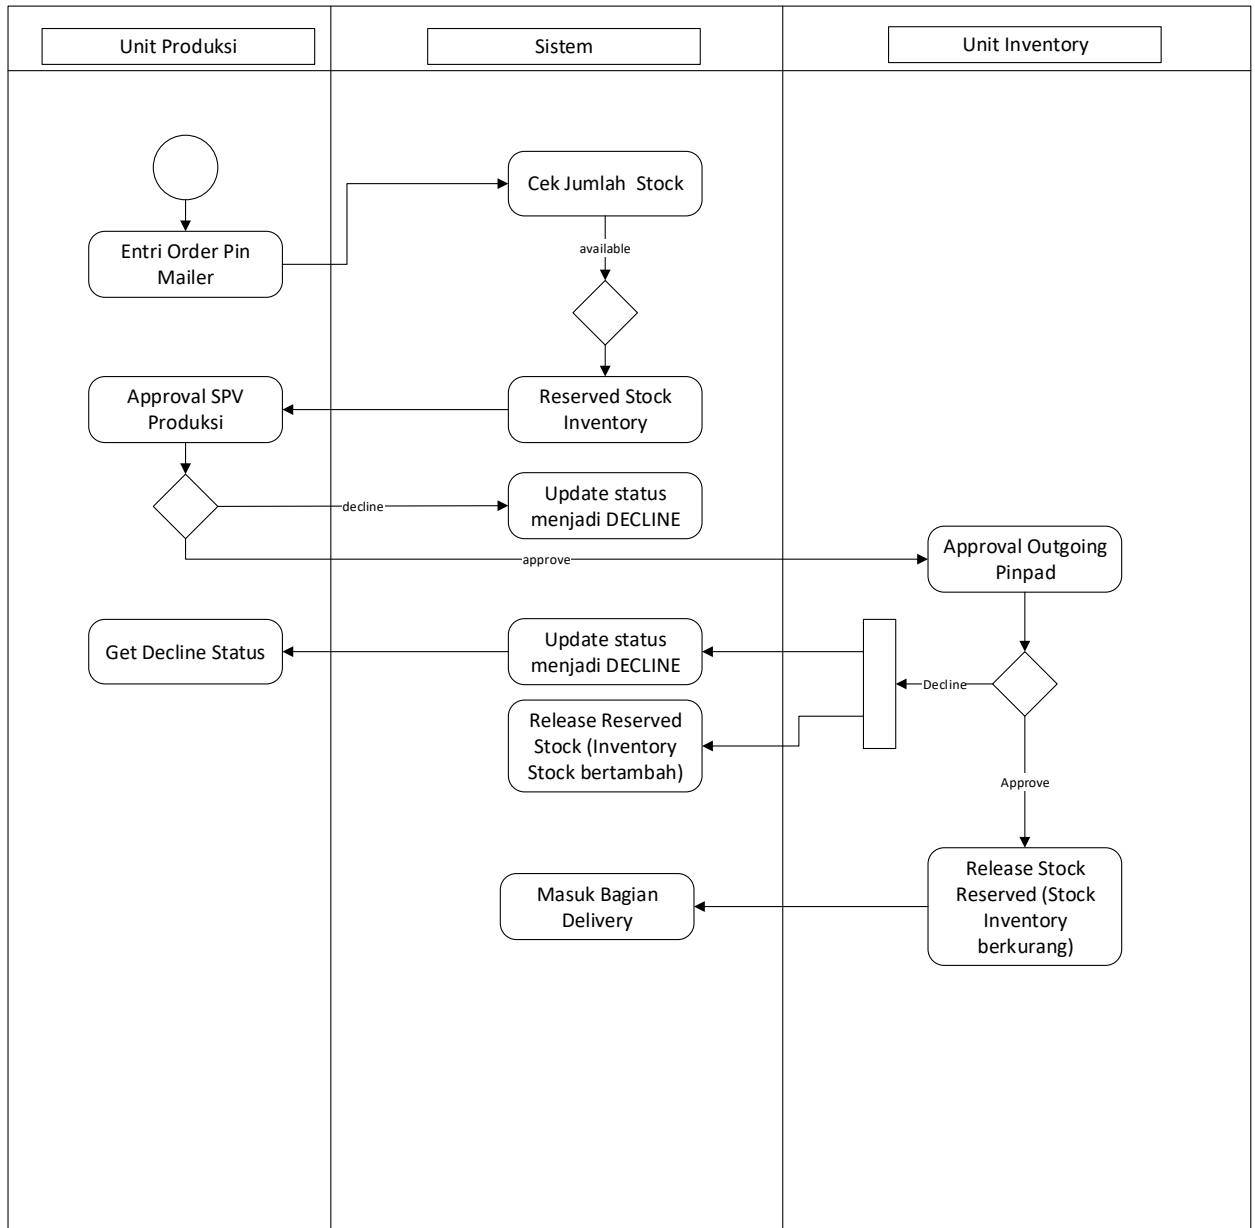 Unit Produksi
Sistem
Unit Inventory
Cek Jumlah  Stock
Entri Order Pin
Mailer
available
Approval SPV
Produksi
Reserved Stock
Inventory
Update status
menjadi DECLINE
decline
approve
Approval Outgoing
Pinpad
Get Decline Status
Update status
menjadi DECLINE
Decline
Release Reserved
Stock (Inventory
Stock bertambah)
Approve
Release Stock
Reserved (Stock
Inventory
berkurang)
Masuk Bagian
Delivery